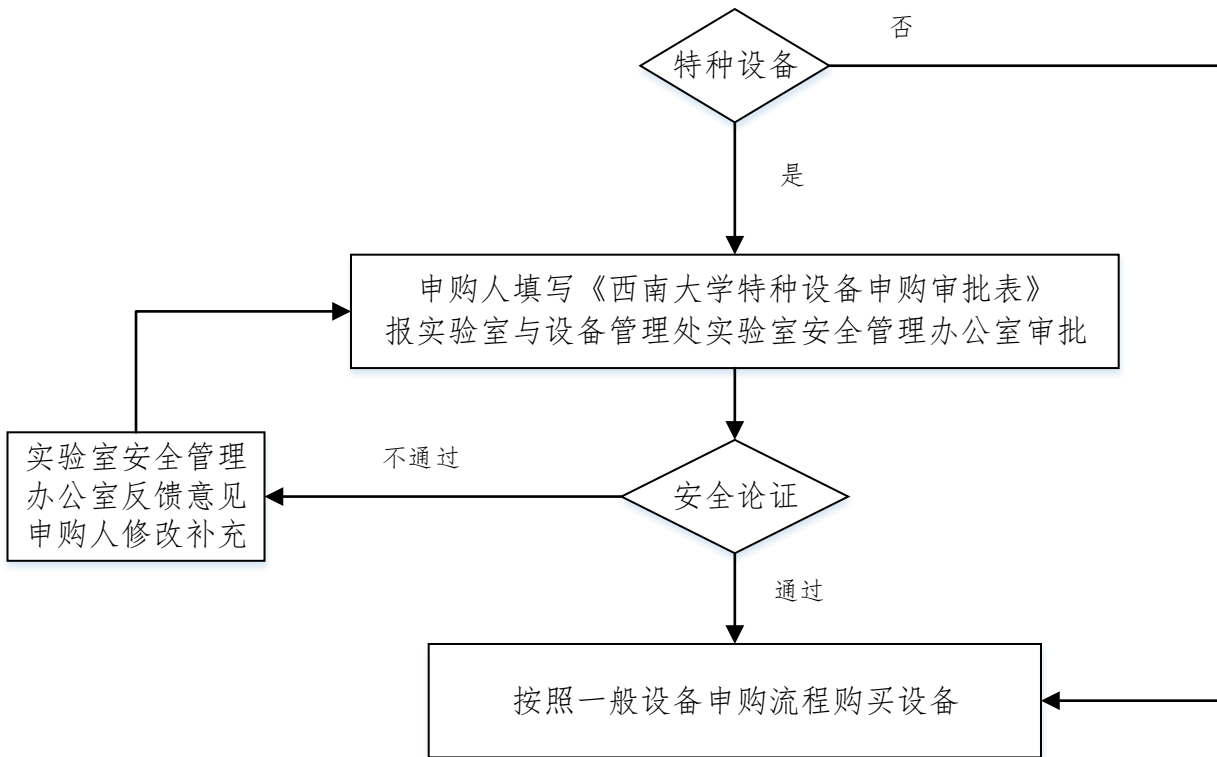 否
特种设备
是
申购人填写《西南大学特种设备申购审批表》
报实验室与设备管理处实验室安全管理办公室审批
实验室安全管理
办公室反馈意见
申购人修改补充
不通过
安全论证
通过
按照一般设备申购流程购买设备